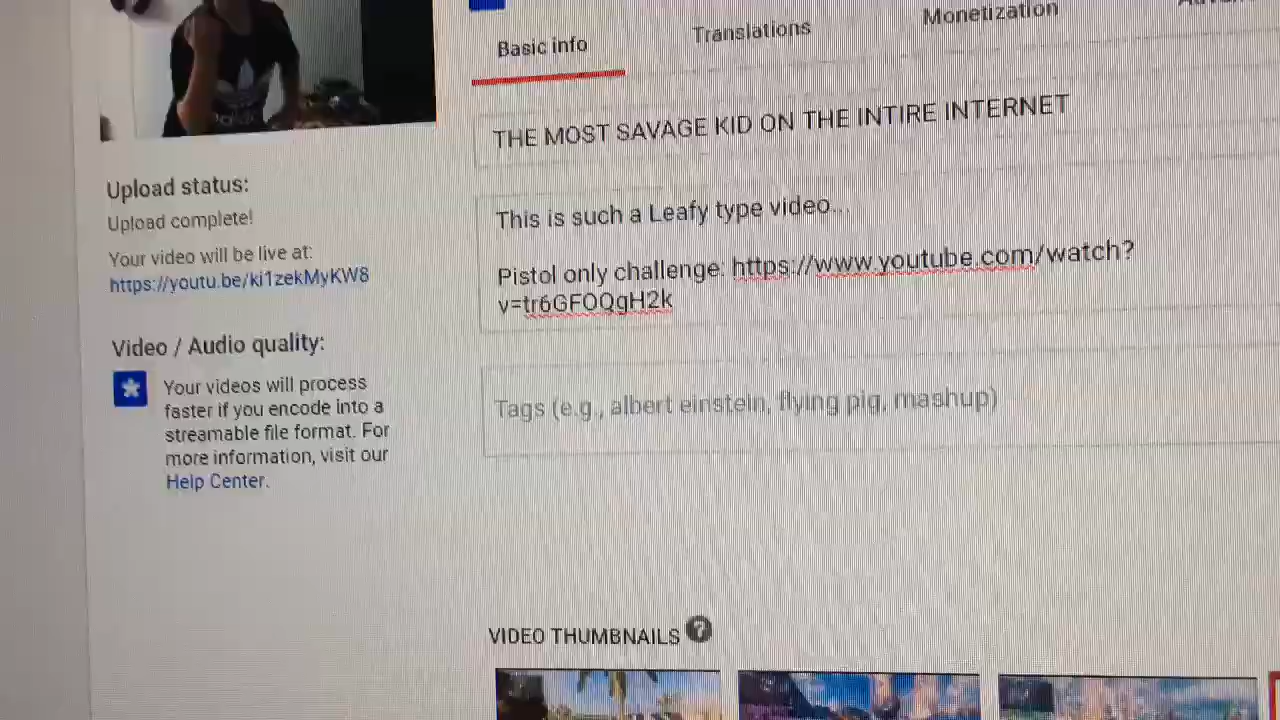 Basic info
Translations
Monetization
THE MOST SAVAGE KID ON THE INTIRE INTERNET
Upload status:
Upload complete!
Your video will be live at:
https://youtu.be/ki1zekMyKW8
This is such a Leafy type video...
Pistol only challenge: https://www.youtube.com/watch?
v=tr6GFOQgH2k
Video / Audio quality:
Your videos will process
faster if you encode into a
streamable file format. For
more information, visit our
Help Center.
Tags (e.g., albert einstein, flying pig, mashup)
VIDEO THUMBNAILS ?